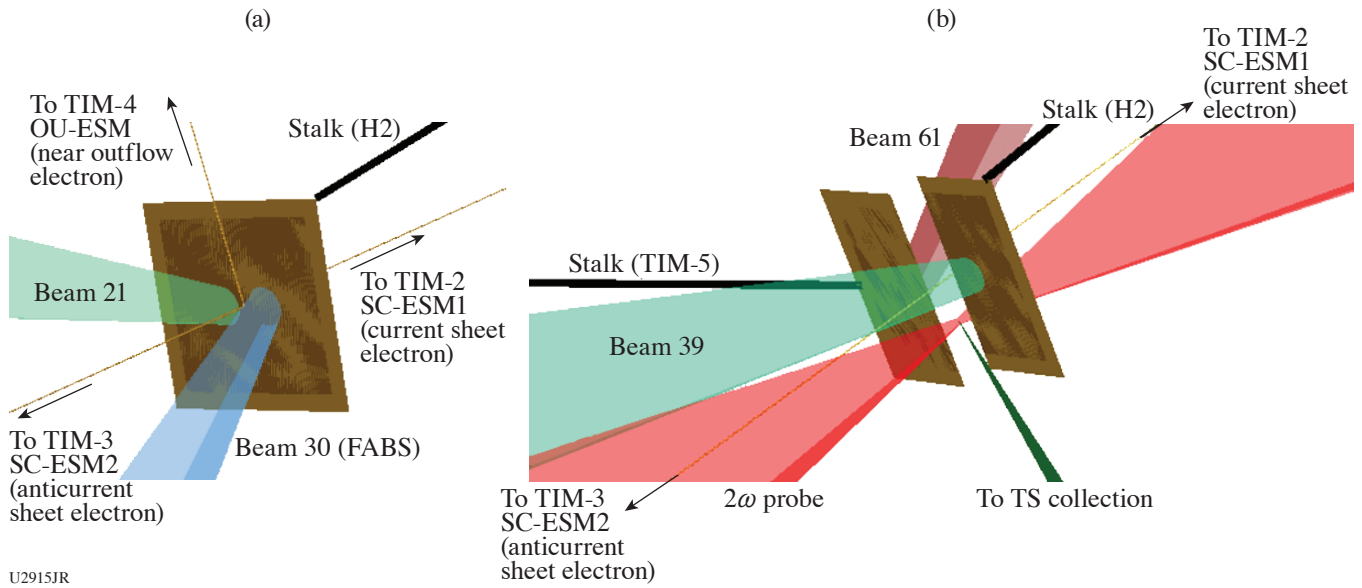 (a)
To TIM-4
OU-ESM
(near outflow
electron)
Stalk (H2)
Beam 21
To TIM-2
SC-ESM1
(current sheet
electron)
To TIM-3
SC-ESM2
(anticurrent
sheet electron)
Beam 30 (FABS)
(b)
To TIM-2
SC-ESM1
(current sheet
electron)
Stalk (H2)
Beam 61
Stalk (TIM-5)
Beam 39
To TIM-3
SC-ESM2
(anticurrent
sheet electron)
2ω probe
To TS collection
U2915JR